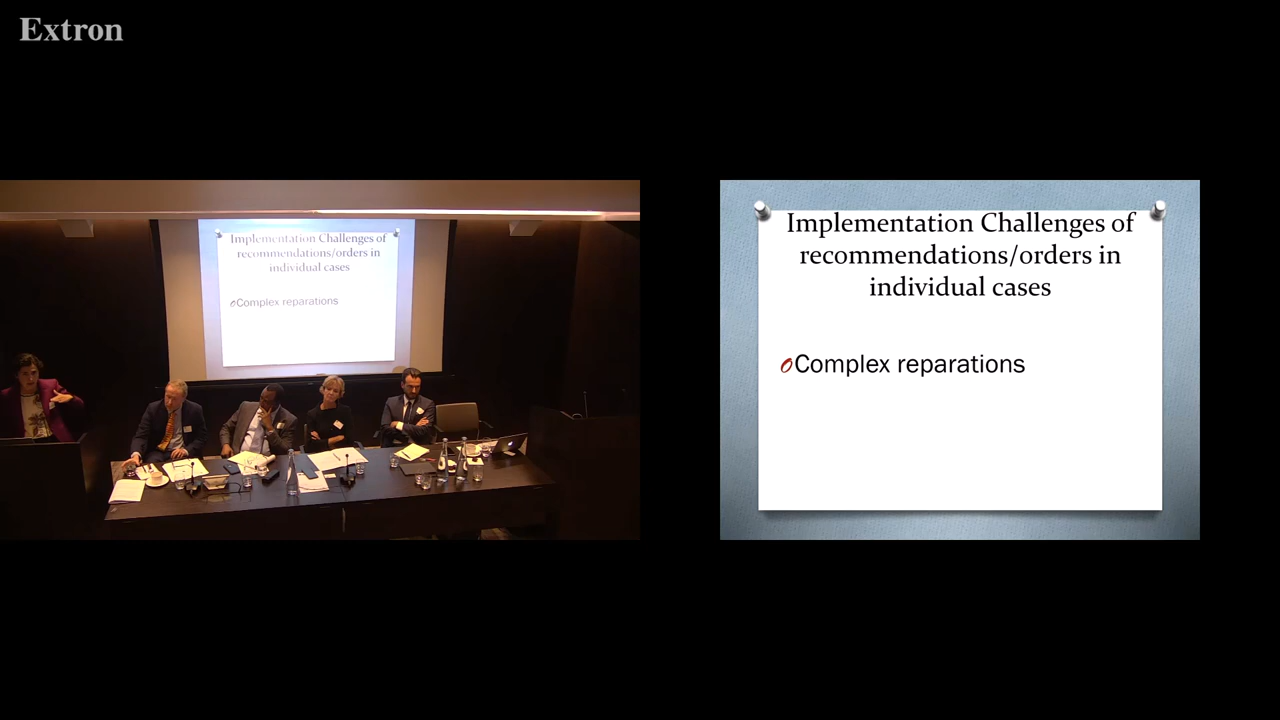 Extron
Implementation Challenges of
recommendations/orders in
individual cases
Complex reparations
Implementation Challenges of
recommendations/orders in
individual cases
Complex reparations